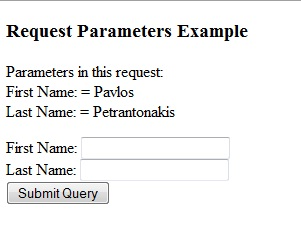 Request Parameters Example
Parameters in this request:
First Name: = Pavlos
Last Name: = Petrantonakis
First Name:
Last Name:
Submit Query